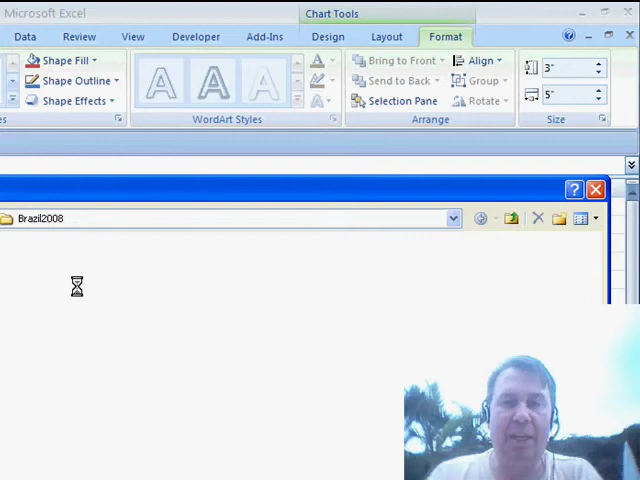 Microsoft Excel
Chart Tools
Data Review View Developer Add-Ins Design Layout Format
Shape Fill
Shape Outline
Shape Effects
WordArt Styles
Bring to Front
Send to Back
Selection Pane
Align
Group
Rotate
Arrange
3"
5"
Size
Brazil2008